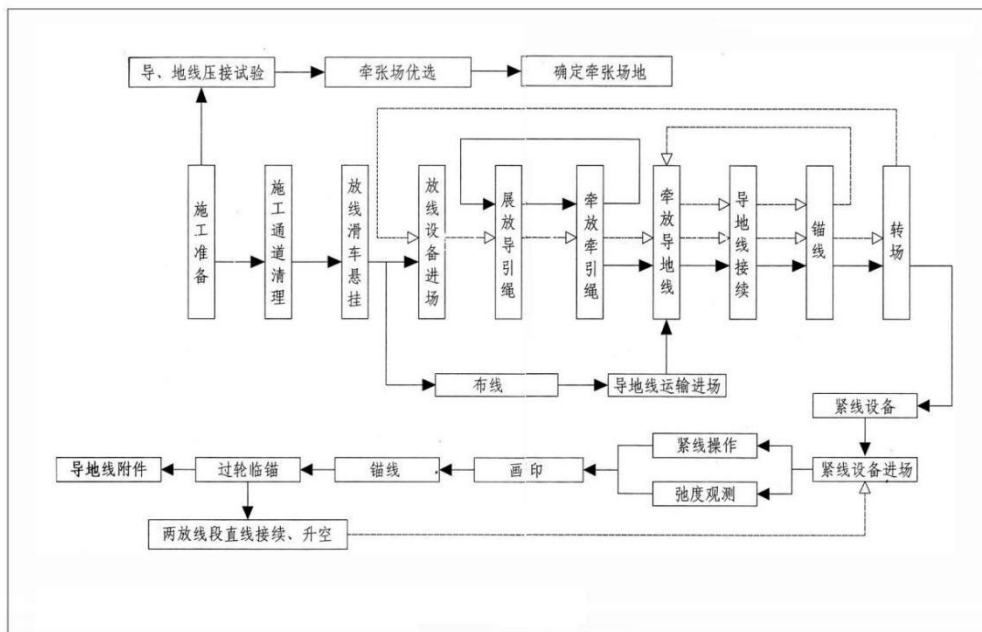 导、地线压接试验
牵张场优选
确定牵张场地
施工准备
施工通道清理
放线滑车悬挂
放线设备进场
展放导引绳
牵放牵引绳
牵放导地线
导地线接续
锚线
转场
布线
导地线运输进场
紧线设备
紧线操作
导地线附件
过轮临锚
锚线
画印
紧线设备进场
弛度观测
两放线段直线接续、升空